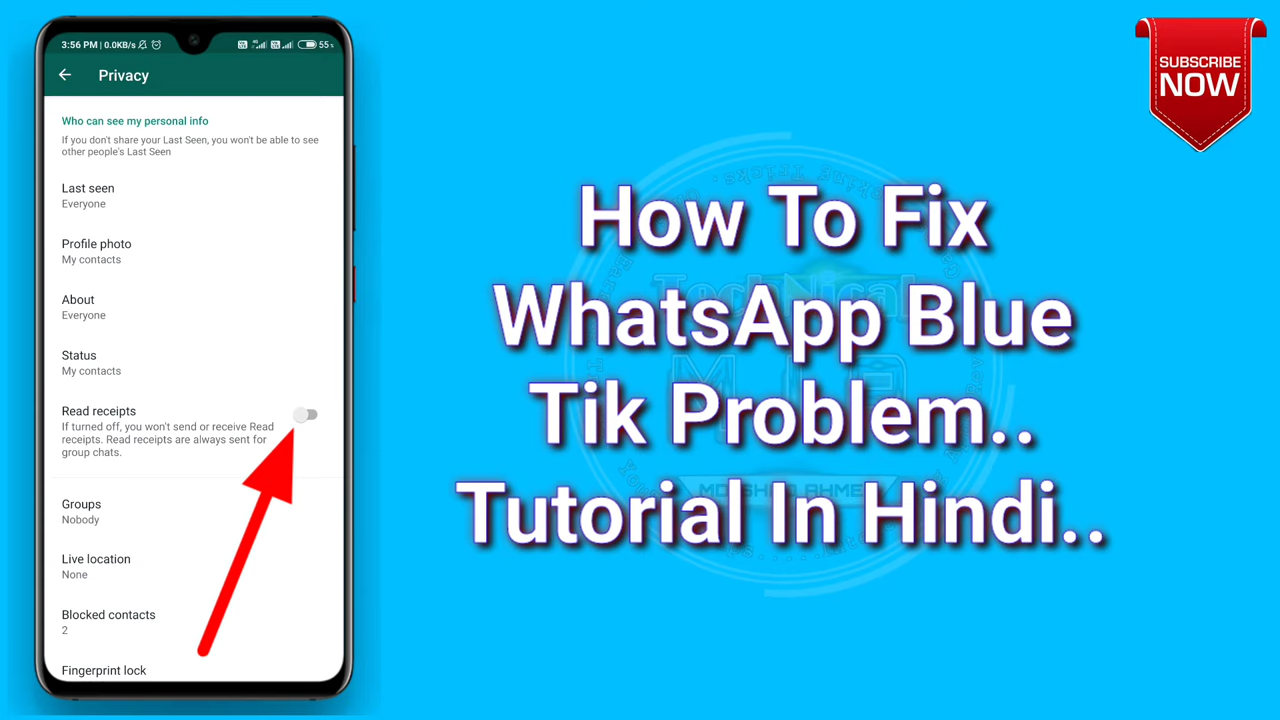 3:56 PM | 0.0KB/s
4G
55%
Privacy
Who can see my personal info
If you don't share your Last Seen, you won't be able to see
other people's Last Seen
Last seen
Everyone
Profile photo
My contacts
About
Everyone
Status
My contacts
Read receipts
If turned off, you won't send or receive Read
receipts. Read receipts are always sent for
group chats.
Groups
Nobody
Live location
None
Blocked contacts
2
Fingerprint lock
How To Fix
WhatsApp Blue
Tik Problem..
Tutorial In Hindi..
SUBSCRIBE
NOW
TechNical